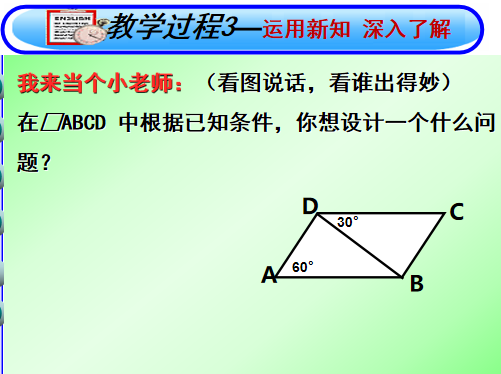 ENGLISH
教学过程3—运用新知 深入了解
我来当个小老师：（看图说话，看谁出得妙）
在□ABCD 中根据已知条件，你想设计一个什么问
题？
D C
30°
60°
A B